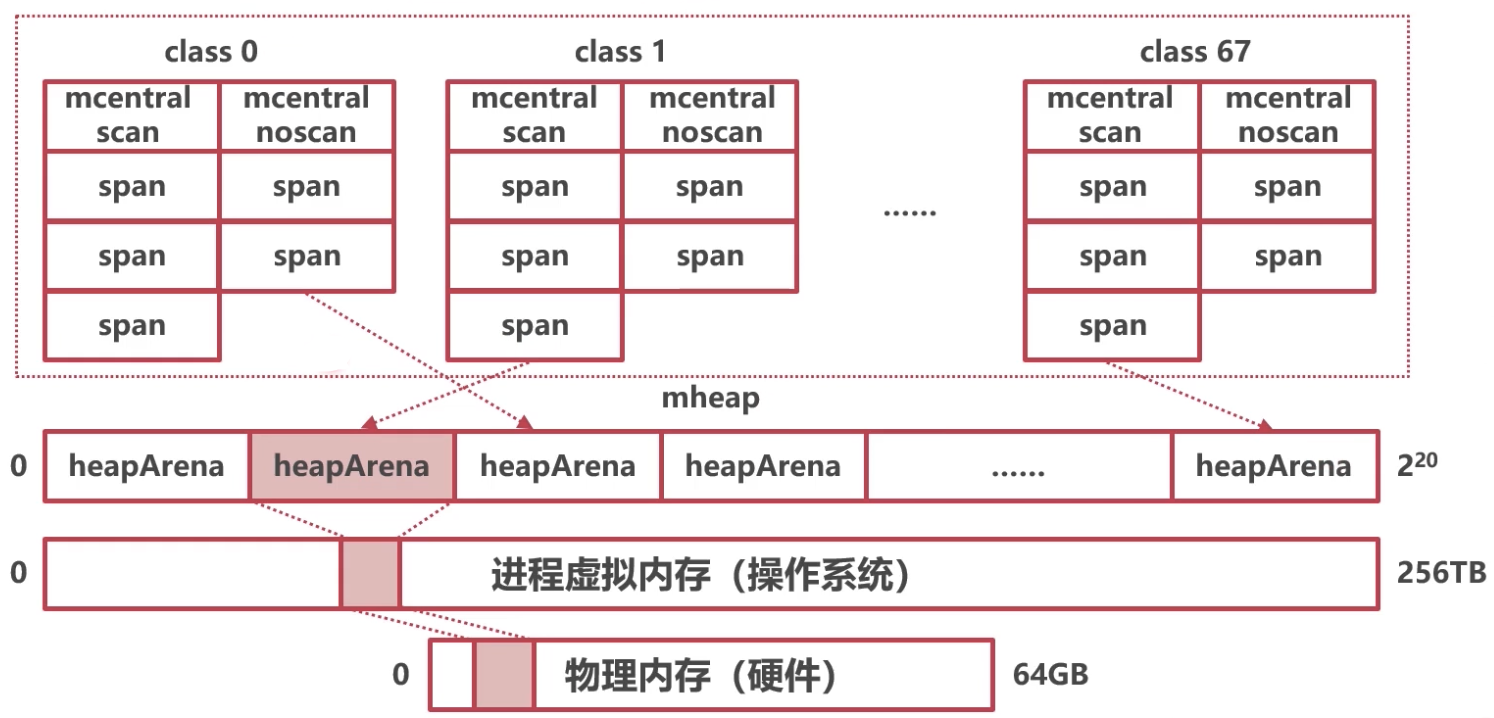 class 0
class 1
class 67
mcentral scan mcentral noscan
mcentral scan mcentral noscan
mcentral scan mcentral noscan
span span span span span span
span span span span …… span span
span span span
mheap
0 heapArena heapArena heapArena heapArena …… heapArena 2²⁰
0 进程虚拟内存（操作系统） 256TB
0 物理内存（硬件） 64GB